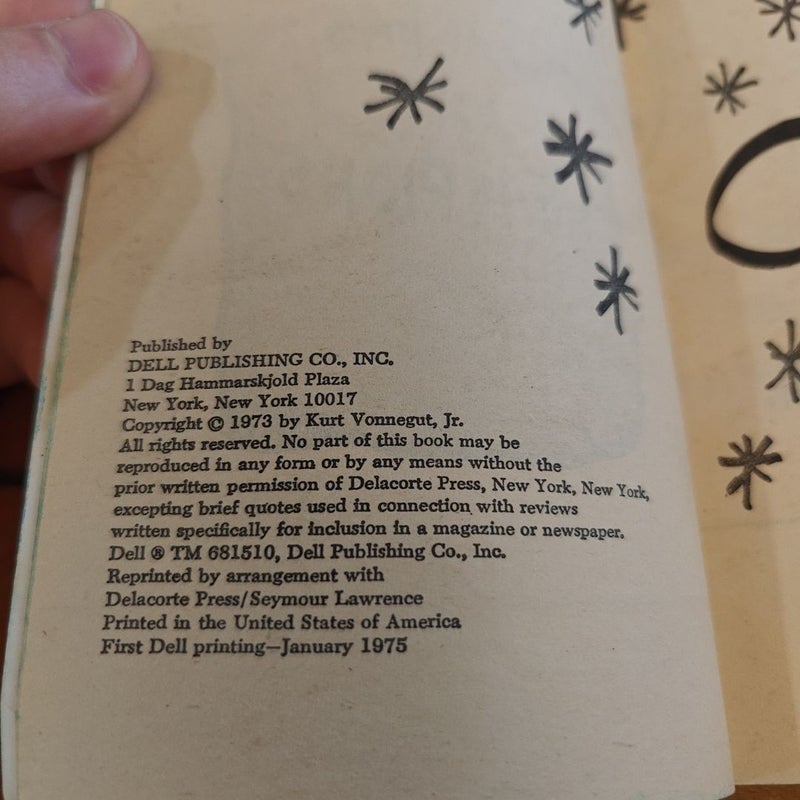 Published by
DELL PUBLISHING CO., INC.
1 Dag Hammarskjold Plaza
New York, New York 10017
Copyright © 1973 by Kurt Vonnegut, Jr.
All rights reserved. No part of this book may be
reproduced in any form or by any means without the
prior written permission of Delacorte Press, New York, New York,
excepting brief quotes used in connection with reviews
written specifically for inclusion in a magazine or newspaper.
Dell ® TM 681510, Dell Publishing Co., Inc.
Reprinted by arrangement with
Delacorte Press/Seymour Lawrence
Printed in the United States of America
First Dell printing—January 1975